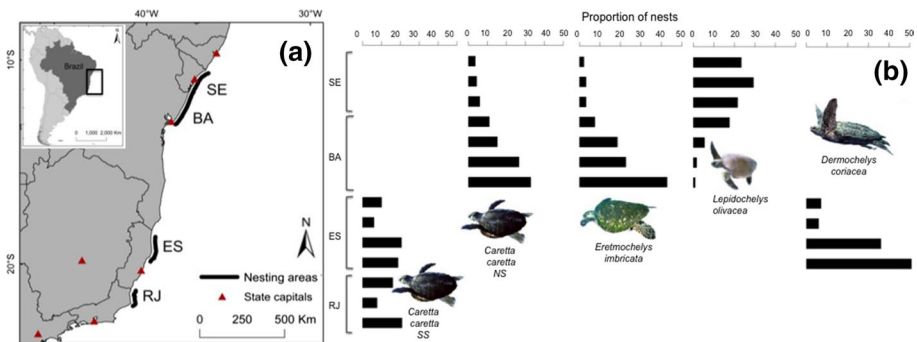 40°W
30°W
10°S
20°S
(a)
N
Brazil
0 1,000 2,000 Km
SE
BA
ES
RJ
N
Nesting areas
State capitals
0 250 500 Km
Proportion of nests
0 10 20 30 40 50
0 10 20 30 40 50
0 10 20 30 40 50
0 10 20 30 40 50
0 10 20 30 40 50
(b)
SE
BA
ES
RJ
Caretta
caretta
SS
Caretta
caretta
NS
Eretmochelys
imbricata
Lepidochelys
olivacea
Dermochelys
coriacea